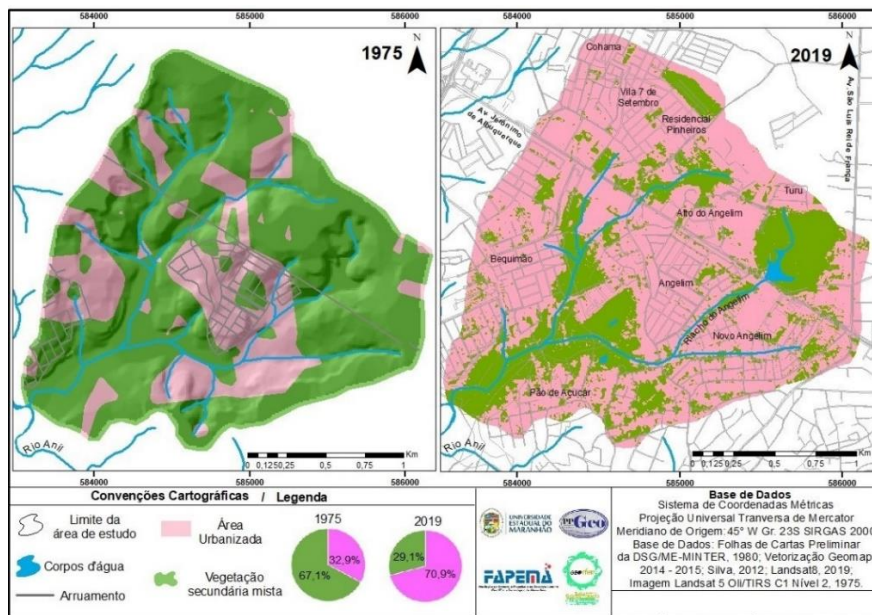 584000 585000 586000
584000 585000 586000
1975
N
Rio Anil
0 0,125 0,25 0,5 0,75 1
Km
584000 585000 586000
2019
N
Cohama
Vila 7 de
Setembro
Residencial
Pinheiros
Av. Jerônimo
de Albuquerque
Av. São Luís Rei de França
Turu
Alto do Angelim
Bequimão
Angelim
Riacho do Angelim
Novo Angelim
Pão de Açucar
Rio Anil
0 0,125 0,25 0,5 0,75 1
Km
584000 585000 586000
Convenções Cartográficas / Legenda
Limite da
área de estudo
Corpos d'água
Arruamento
Área
Urbanizada
Vegetação
secundária mista
1975
32,9%
67,1%
2019
29,1%
70,9%
UNIVERSIDADE
ESTADUAL DO
MARANHÃO
PPGeo
FAPEMA
Base de Dados
Sistema de Coordenadas Métricas
Projeção Universal Tranversa de Mercator
Meridiano de Origem: 45° W Gr. 23S SIRGAS 2000
Base de Dados: Folhas de Cartas Preliminar
da DSG/ME-MINTER, 1980; Vetorização Geomap
2014 - 2015; Silva, 2012; Landsat8, 2019;
Imagem Landsat 5 Oli/TIRS C1 Nível 2, 1975.